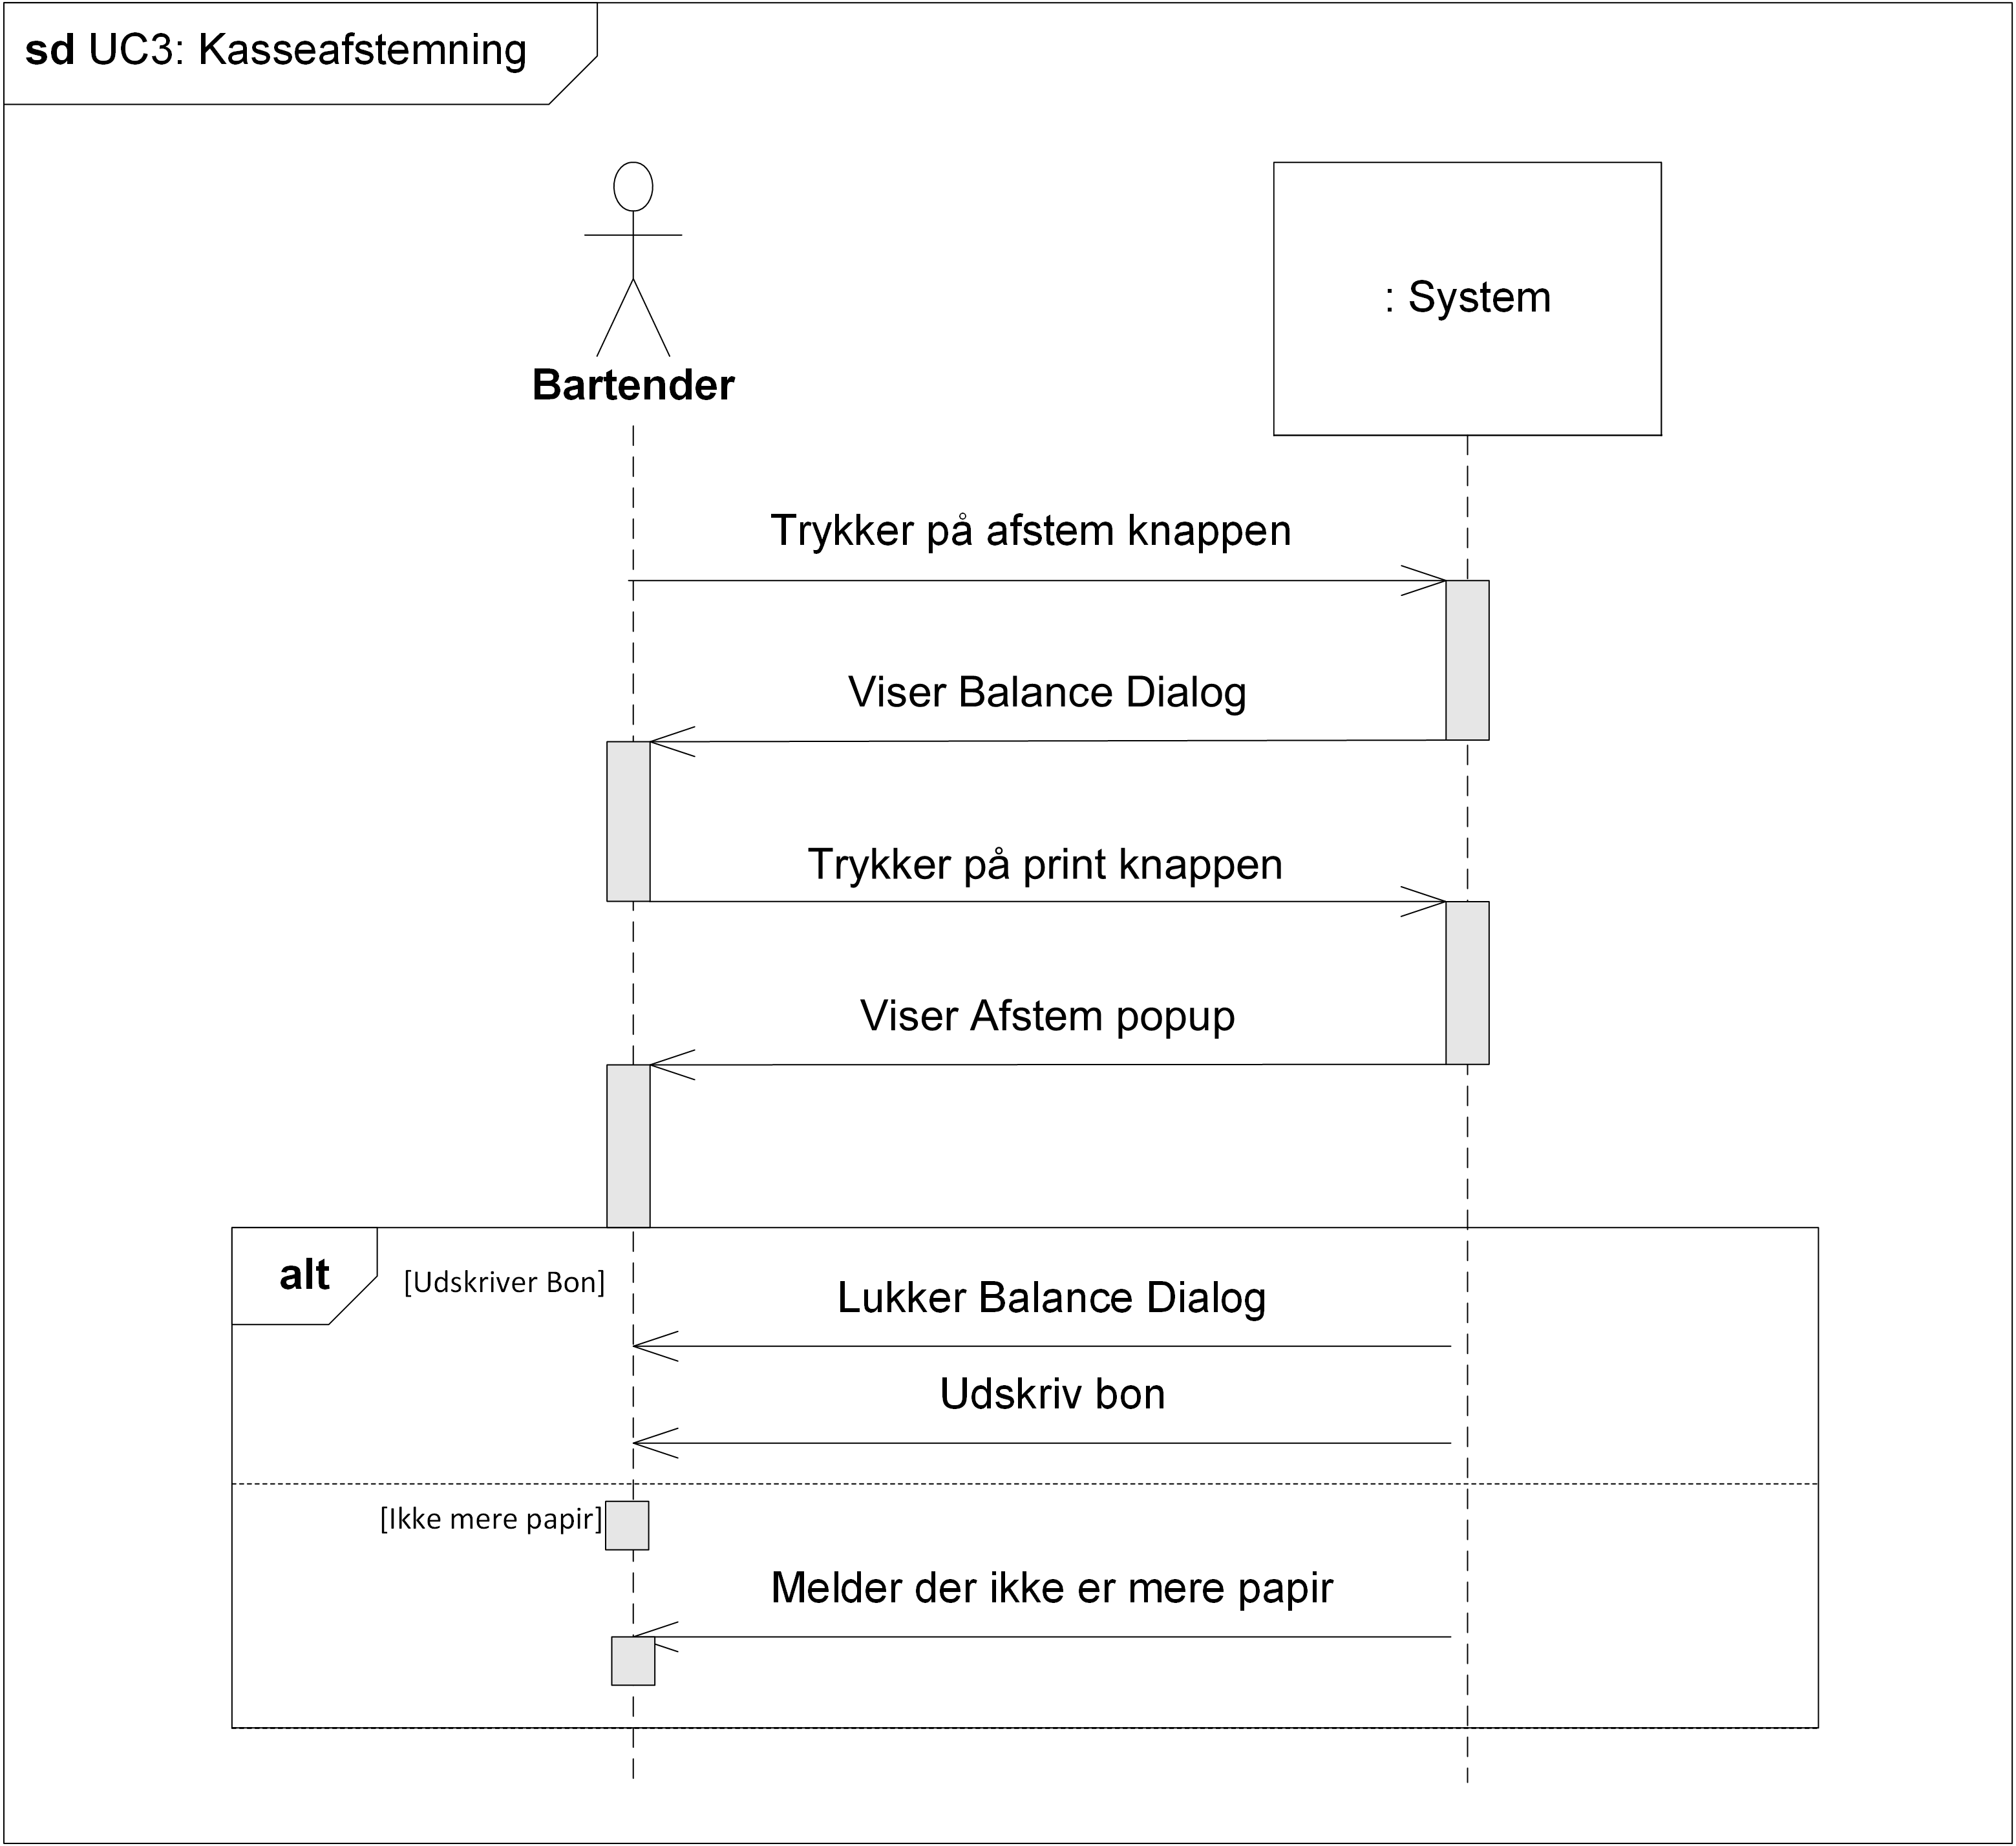 sd UC3: Kasseafstemning
Bartender
: System
Trykker på afstem knappen
Viser Balance Dialog
Trykker på print knappen
Viser Afstem popup
alt
[Udskriver Bon]
Lukker Balance Dialog
Udskriv bon
[Ikke mere papir]
Melder der ikke er mere papir